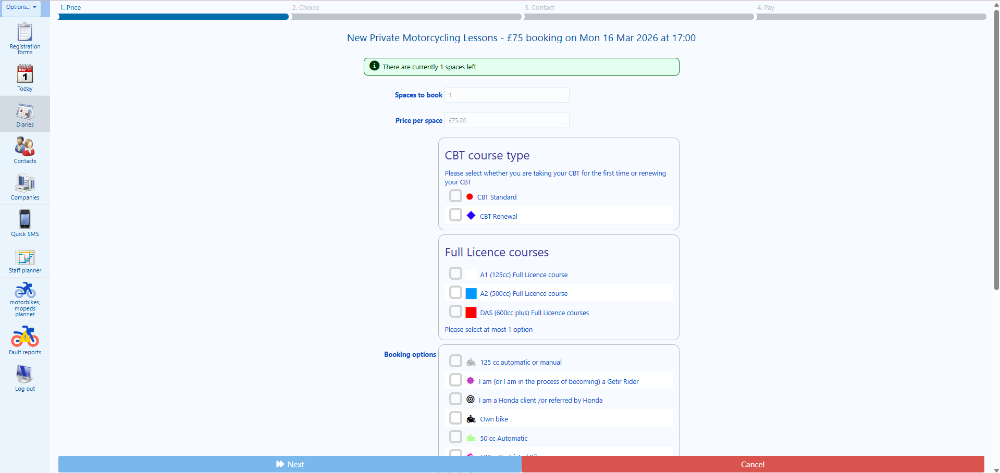 Options...
1. Price
2. Choice
3. Contact
4. Pay
Registration
forms
Day
1
Today
Diaries
Contacts
Companies
Quick SMS
Staff planner
motorbikes,
mopeds
planner
Fault reports
Log out
New Private Motorcycling Lessons - £75 booking on Mon 16 Mar 2026 at 17:00
There are currently 1 spaces left
Spaces to book 1
Price per space £75.00
CBT course type
Please select whether you are taking your CBT for the first time or renewing
your CBT
CBT Standard
CBT Renewal
Full Licence courses
A1 (125cc) Full Licence course
A2 (500cc) Full Licence course
DAS (600cc plus) Full Licence courses
Please select at most 1 option
Booking options
125 cc automatic or manual
I am (or I am in the process of becoming) a Getir Rider
I am a Honda client /or referred by Honda
Own bike
50 cc Automatic
Next
Cancel